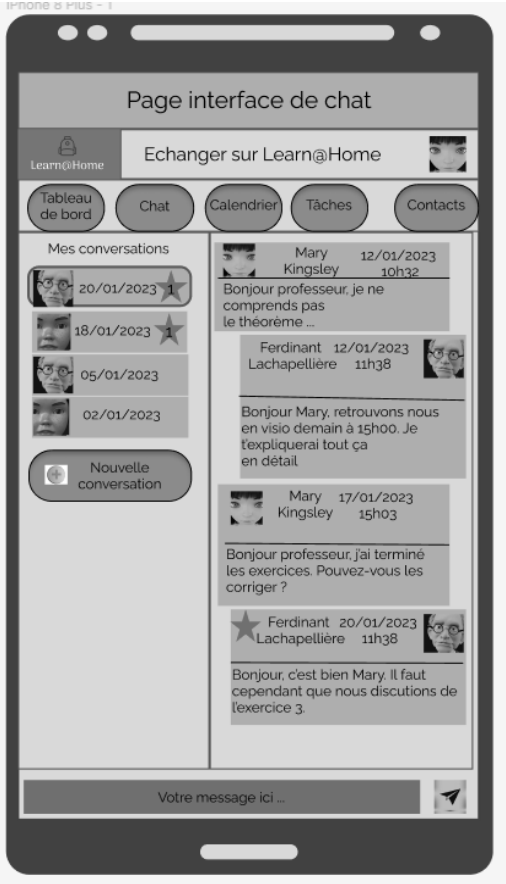 iPhone 8 Plus - 1
Page interface de chat
Learn@Home
Echanger sur Learn@Home
Tableau
de bord
Chat
Calendrier
Tâches
Contacts
Mes conversations
20/01/2023 1
18/01/2023 1
05/01/2023
02/01/2023
Nouvelle
conversation
Mary 12/01/2023
Kingsley 10h32
Bonjour professeur, je ne
comprends pas
le théorème ...
Ferdinant 12/01/2023
Lachapellière 11h38
Bonjour Mary, retrouvons nous
en visio demain à 15h00. Je
t'expliquerai tout ça
en détail
Mary 17/01/2023
Kingsley 15h03
Bonjour professeur, j'ai terminé
les exercices. Pouvez-vous les
corriger ?
Ferdinant 20/01/2023
Lachapellière 11h38
Bonjour, c'est bien Mary. Il faut
cependant que nous discutions de
l'exercice 3.
Votre message ici ...